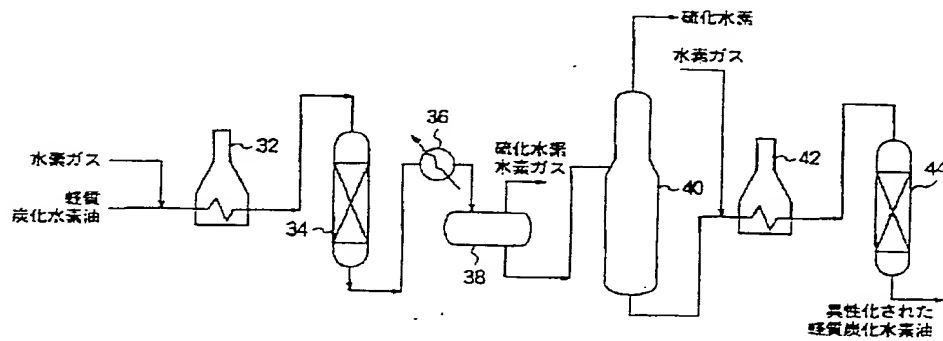 硫化水素
水素ガス
32
36
42
水素ガス
硫化水素
水素ガス
44
40
軽質
炭化水素油
34
38
異性化された
軽質炭化水素油